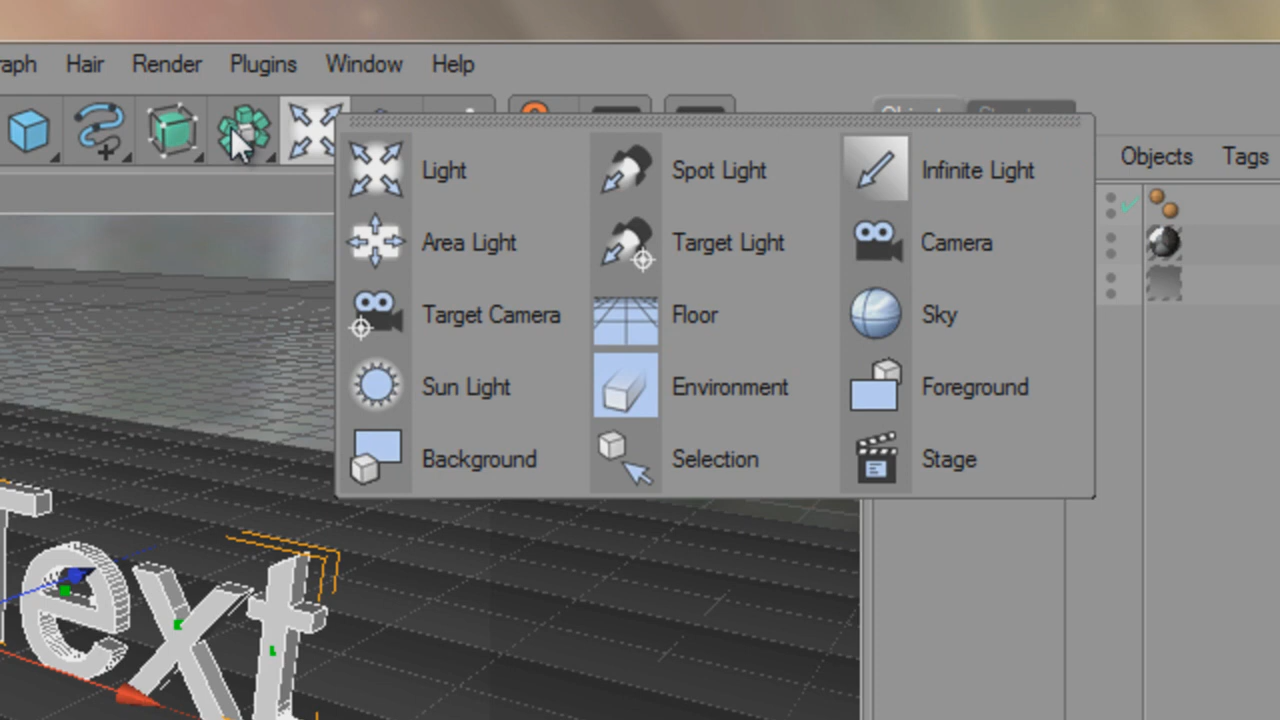 raph Hair Render Plugins Window Help
Objects Tags
Light Spot Light Infinite Light
Area Light Target Light Camera
Target Camera Floor Sky
Sun Light Environment Foreground
Background Selection Stage
Text